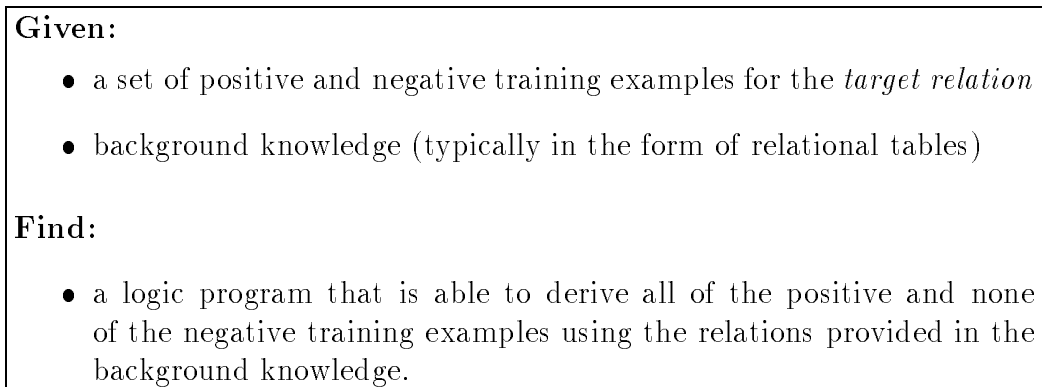 Given:
• a set of positive and negative training examples for the target relation
• background knowledge (typically in the form of relational tables)
Find:
• a logic program that is able to derive all of the positive and none
of the negative training examples using the relations provided in the
background knowledge.